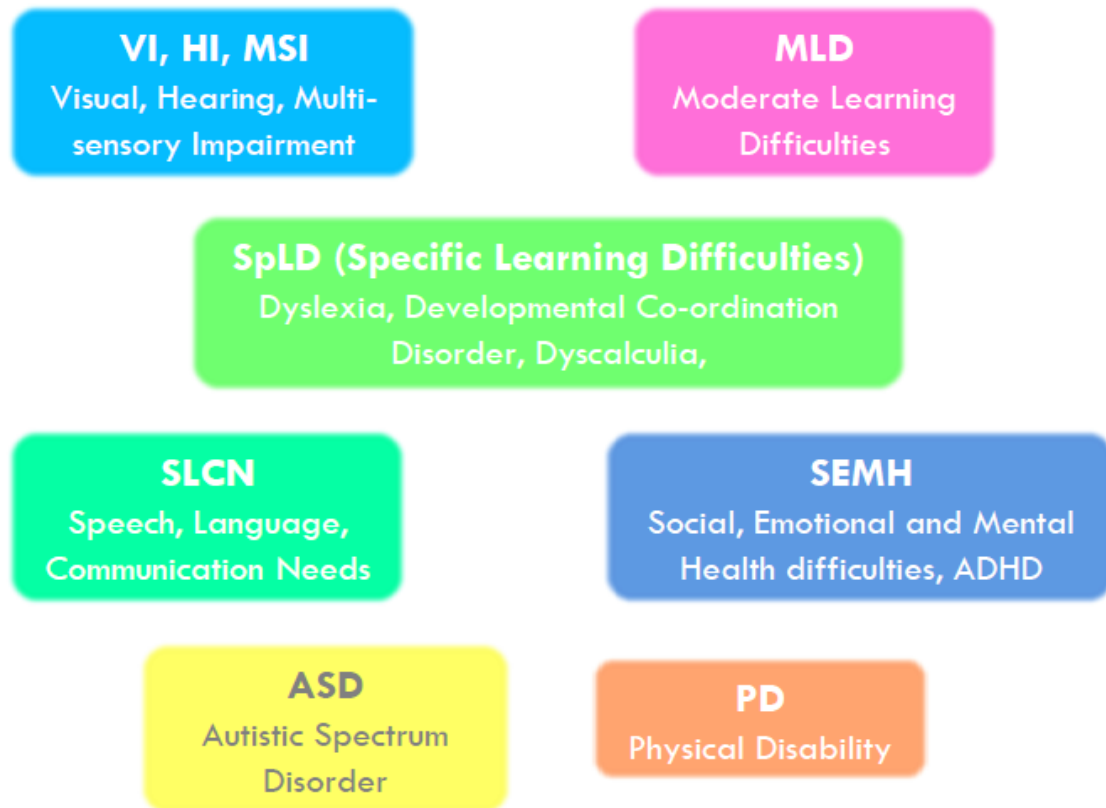 VI, HI, MSI
Visual, Hearing, Multi-
sensory Impairment
MLD
Moderate Learning
Difficulties
SpLD (Specific Learning Difficulties)
Dyslexia, Developmental Co-ordination
Disorder, Dyscalculia,
SLCN
Speech, Language,
Communication Needs
SEMH
Social, Emotional and Mental
Health difficulties, ADHD
ASD
Autistic Spectrum
Disorder
PD
Physical Disability